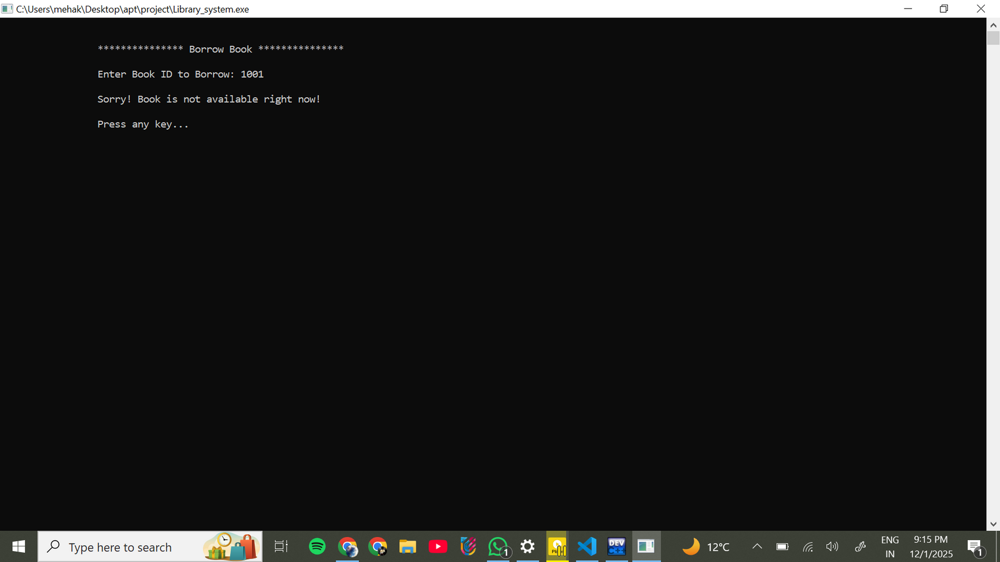 C:\Users\mehak\Desktop\apt\project\Library_system.exe
*************** Borrow Book ***************
Enter Book ID to Borrow: 1001
Sorry! Book is not available right now!
Press any key...
Type here to search
1
DEV
C++
12°C
ENG
IN
9:15 PM
12/1/2025
1